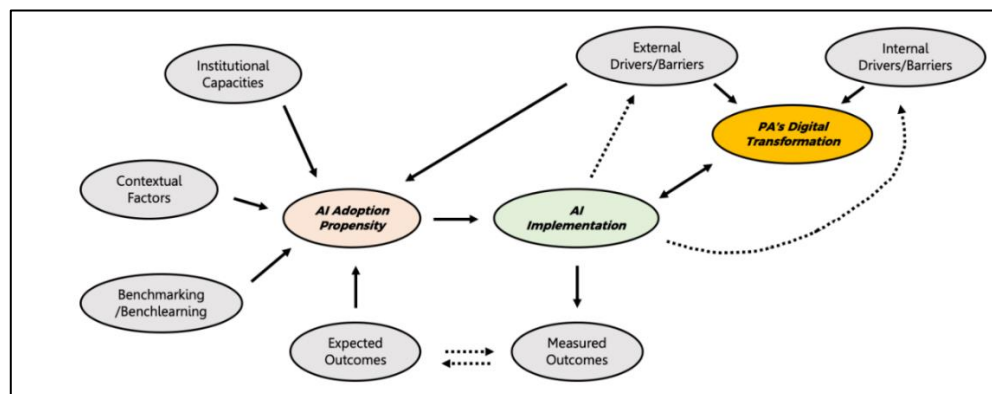 Institutional
Capacities
External
Drivers/Barriers
Internal
Drivers/Barriers
PA's Digital
Transformation
Contextual
Factors
AI Adoption
Propensity
AI
Implementation
Benchmarking
/Benchlearning
Expected
Outcomes
Measured
Outcomes